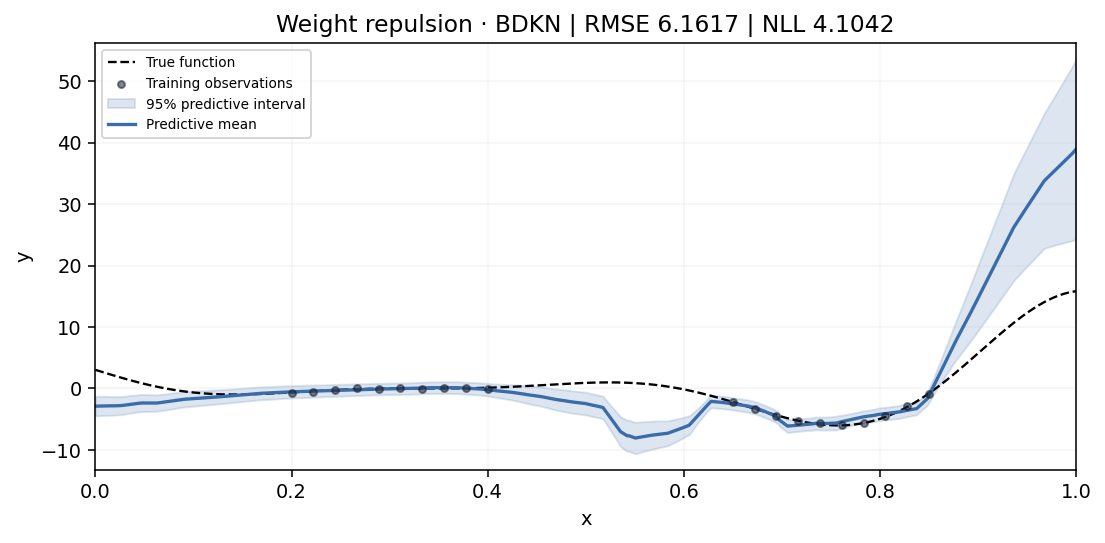 Weight repulsion · BDKN | RMSE 6.1617 | NLL 4.1042
True function
Training observations
95% predictive interval
Predictive mean
y
50
40
30
20
10
0
−10
0.0 0.2 0.4 0.6 0.8 1.0
x